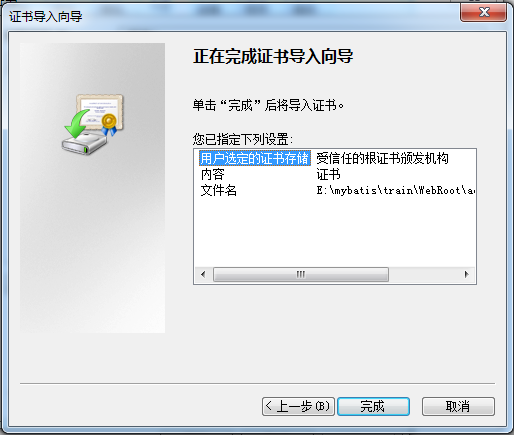 证书导入向导
正在完成证书导入向导
单击“完成”后将导入证书。
您已指定下列设置:
用户选定的证书存储 受信任的根证书颁发机构
内容 证书
文件名 E:\mybatis\train\WebRoot\ac
< 上一步(B) 完成 取消